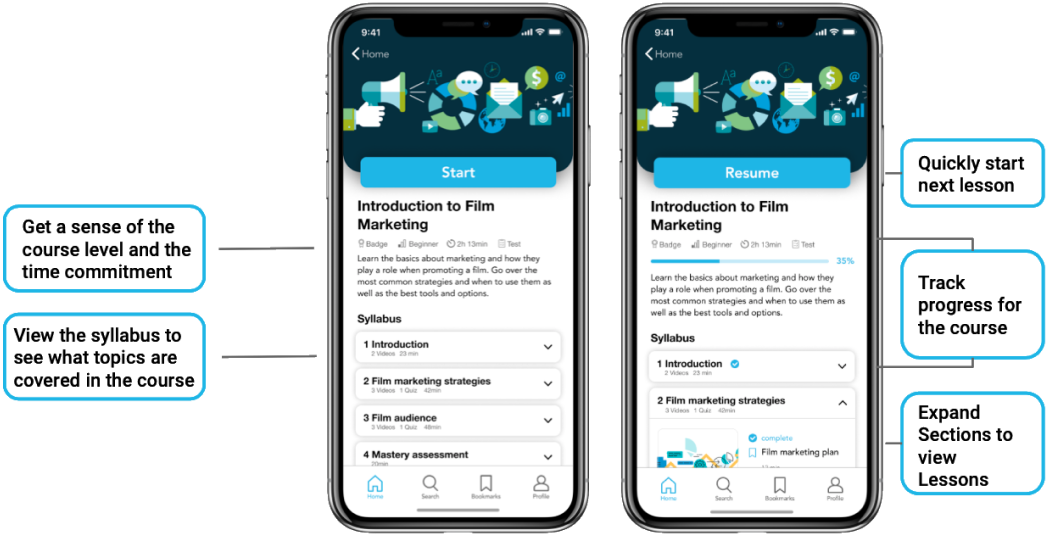 Get a sense of the
course level and the
time commitment
View the syllabus to
see what topics are
covered in the course
9:41
Home
Aa
$
@
Start
Introduction to Film
Marketing
Badge Beginner 2h 13min Test
Learn the basics about marketing and how they
play a role when promoting a film. Go over the
most common strategies and when to use them as
well as the best tools and options.
Syllabus
1 Introduction
2 Videos 23 min
2 Film marketing strategies
3 Videos 1 Quiz 42min
3 Film audience
3 Videos 1 Quiz 48min
4 Mastery assessment
20min
Home Search Bookmarks Profile
9:41
Home
Aa
$
@
Resume
Introduction to Film
Marketing
Badge Beginner 2h 13min Test
35%
Learn the basics about marketing and how they
play a role when promoting a film. Go over the
most common strategies and when to use them as
well as the best tools and options.
Syllabus
1 Introduction
2 Videos 23 min
2 Film marketing strategies
3 Videos 1 Quiz 42min
complete
Film marketing plan
Home Search Bookmarks Profile
Quickly start
next lesson
Track
progress for
the course
Expand
Sections to
view
Lessons